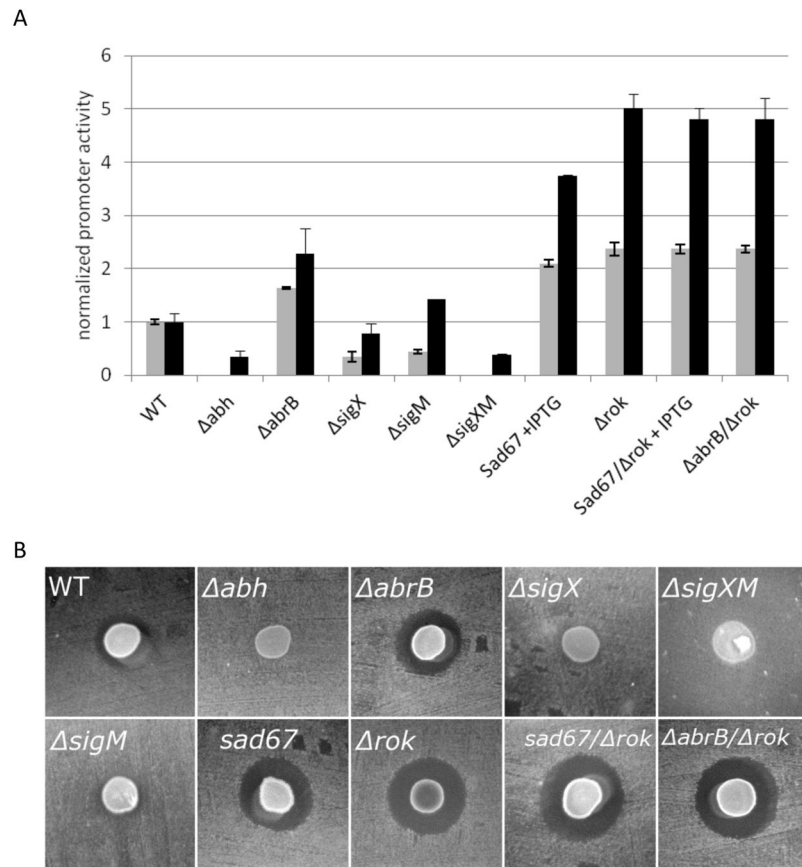 A
6
5
4
3
2
1
0
normalized promoter activity
WT
Δabh
ΔabrB
ΔsigX
ΔsigM
ΔsigXM
Sad67 +IPTG
Δrok
Sad67/Δrok + IPTG
ΔabrB/Δrok
B
WT Δabh ΔabrB ΔsigX ΔsigXM
ΔsigM sad67 Δrok sad67/Δrok ΔabrB/Δrok